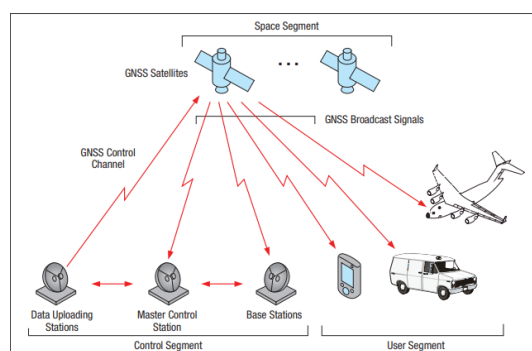 Space Segment
GNSS Satellites
GNSS Broadcast Signals
GNSS Control
Channel
Data Uploading
Stations
Master Control
Station
Base Stations
Control Segment
User Segment